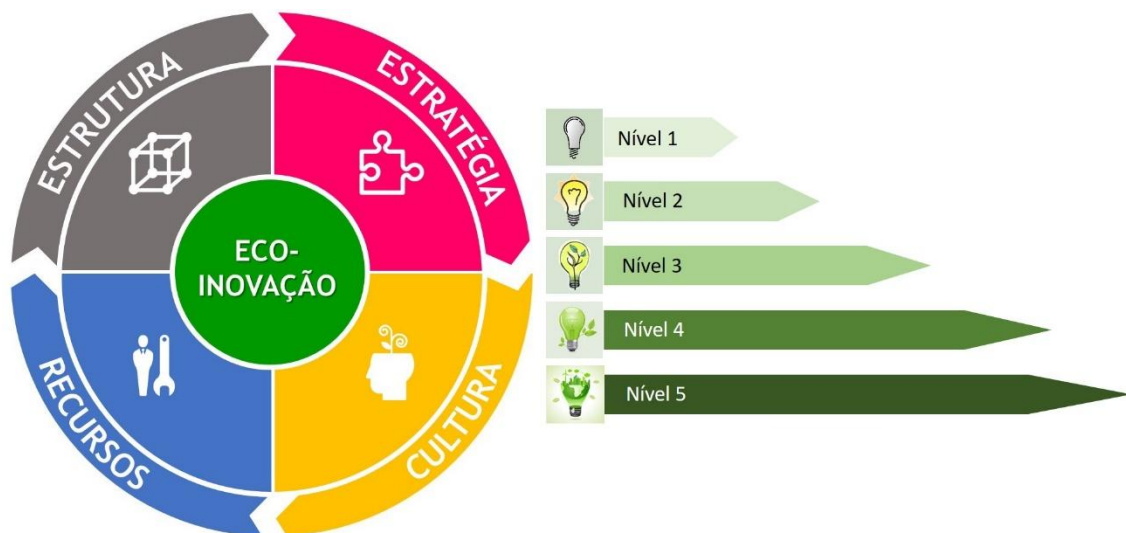 ESTRUTURA
ESTRATÉGIA
ECO-
INOVAÇÃO
RECURSOS
CULTURA
Nível 1
Nível 2
Nível 3
Nível 4
Nível 5